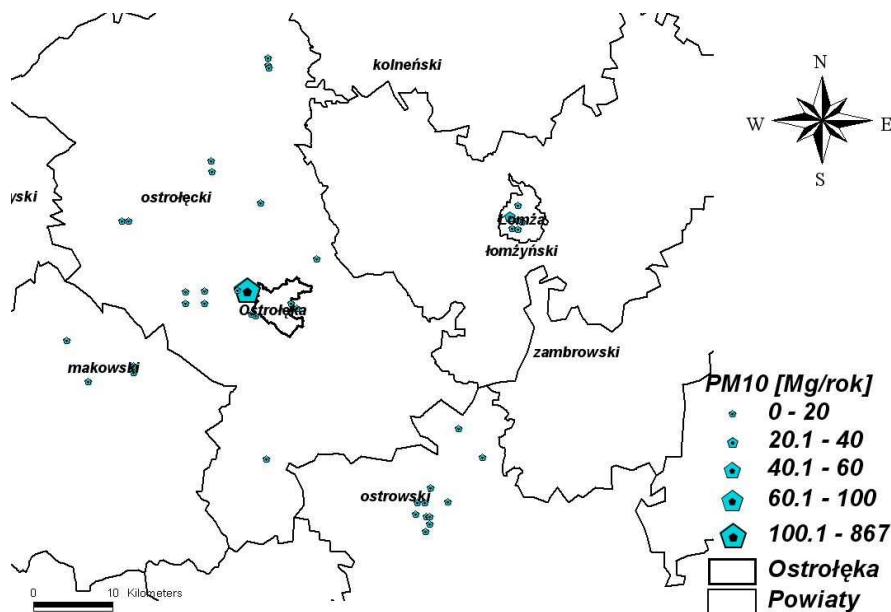 kolneński
N
W
E
S
yski
ostrołęcki
Łomża
łomżyński
Ostrołęka
zambrowski
makowski
ostrowski
PM10 [Mg/rok]
0 - 20
20.1 - 40
40.1 - 60
60.1 - 100
100.1 - 867
Ostrołęka
Powiaty
0 10 Kilometers